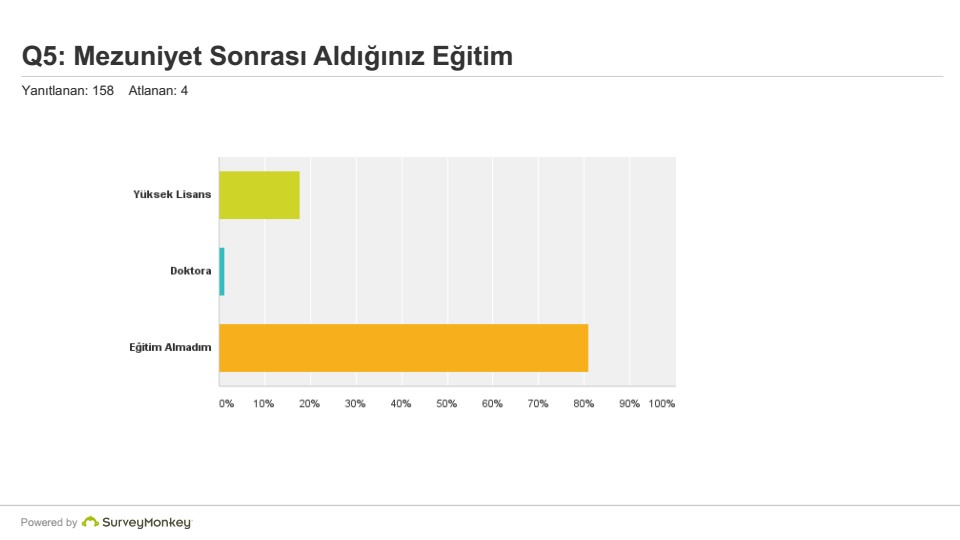 Q5: Mezuniyet Sonrası Aldığınız Eğitim
Yanıtlanan: 158 Atlanan: 4
Yüksek Lisans
Doktora
Eğitim Almadım
0% 10% 20% 30% 40% 50% 60% 70% 80% 90% 100%
Powered by SurveyMonkey